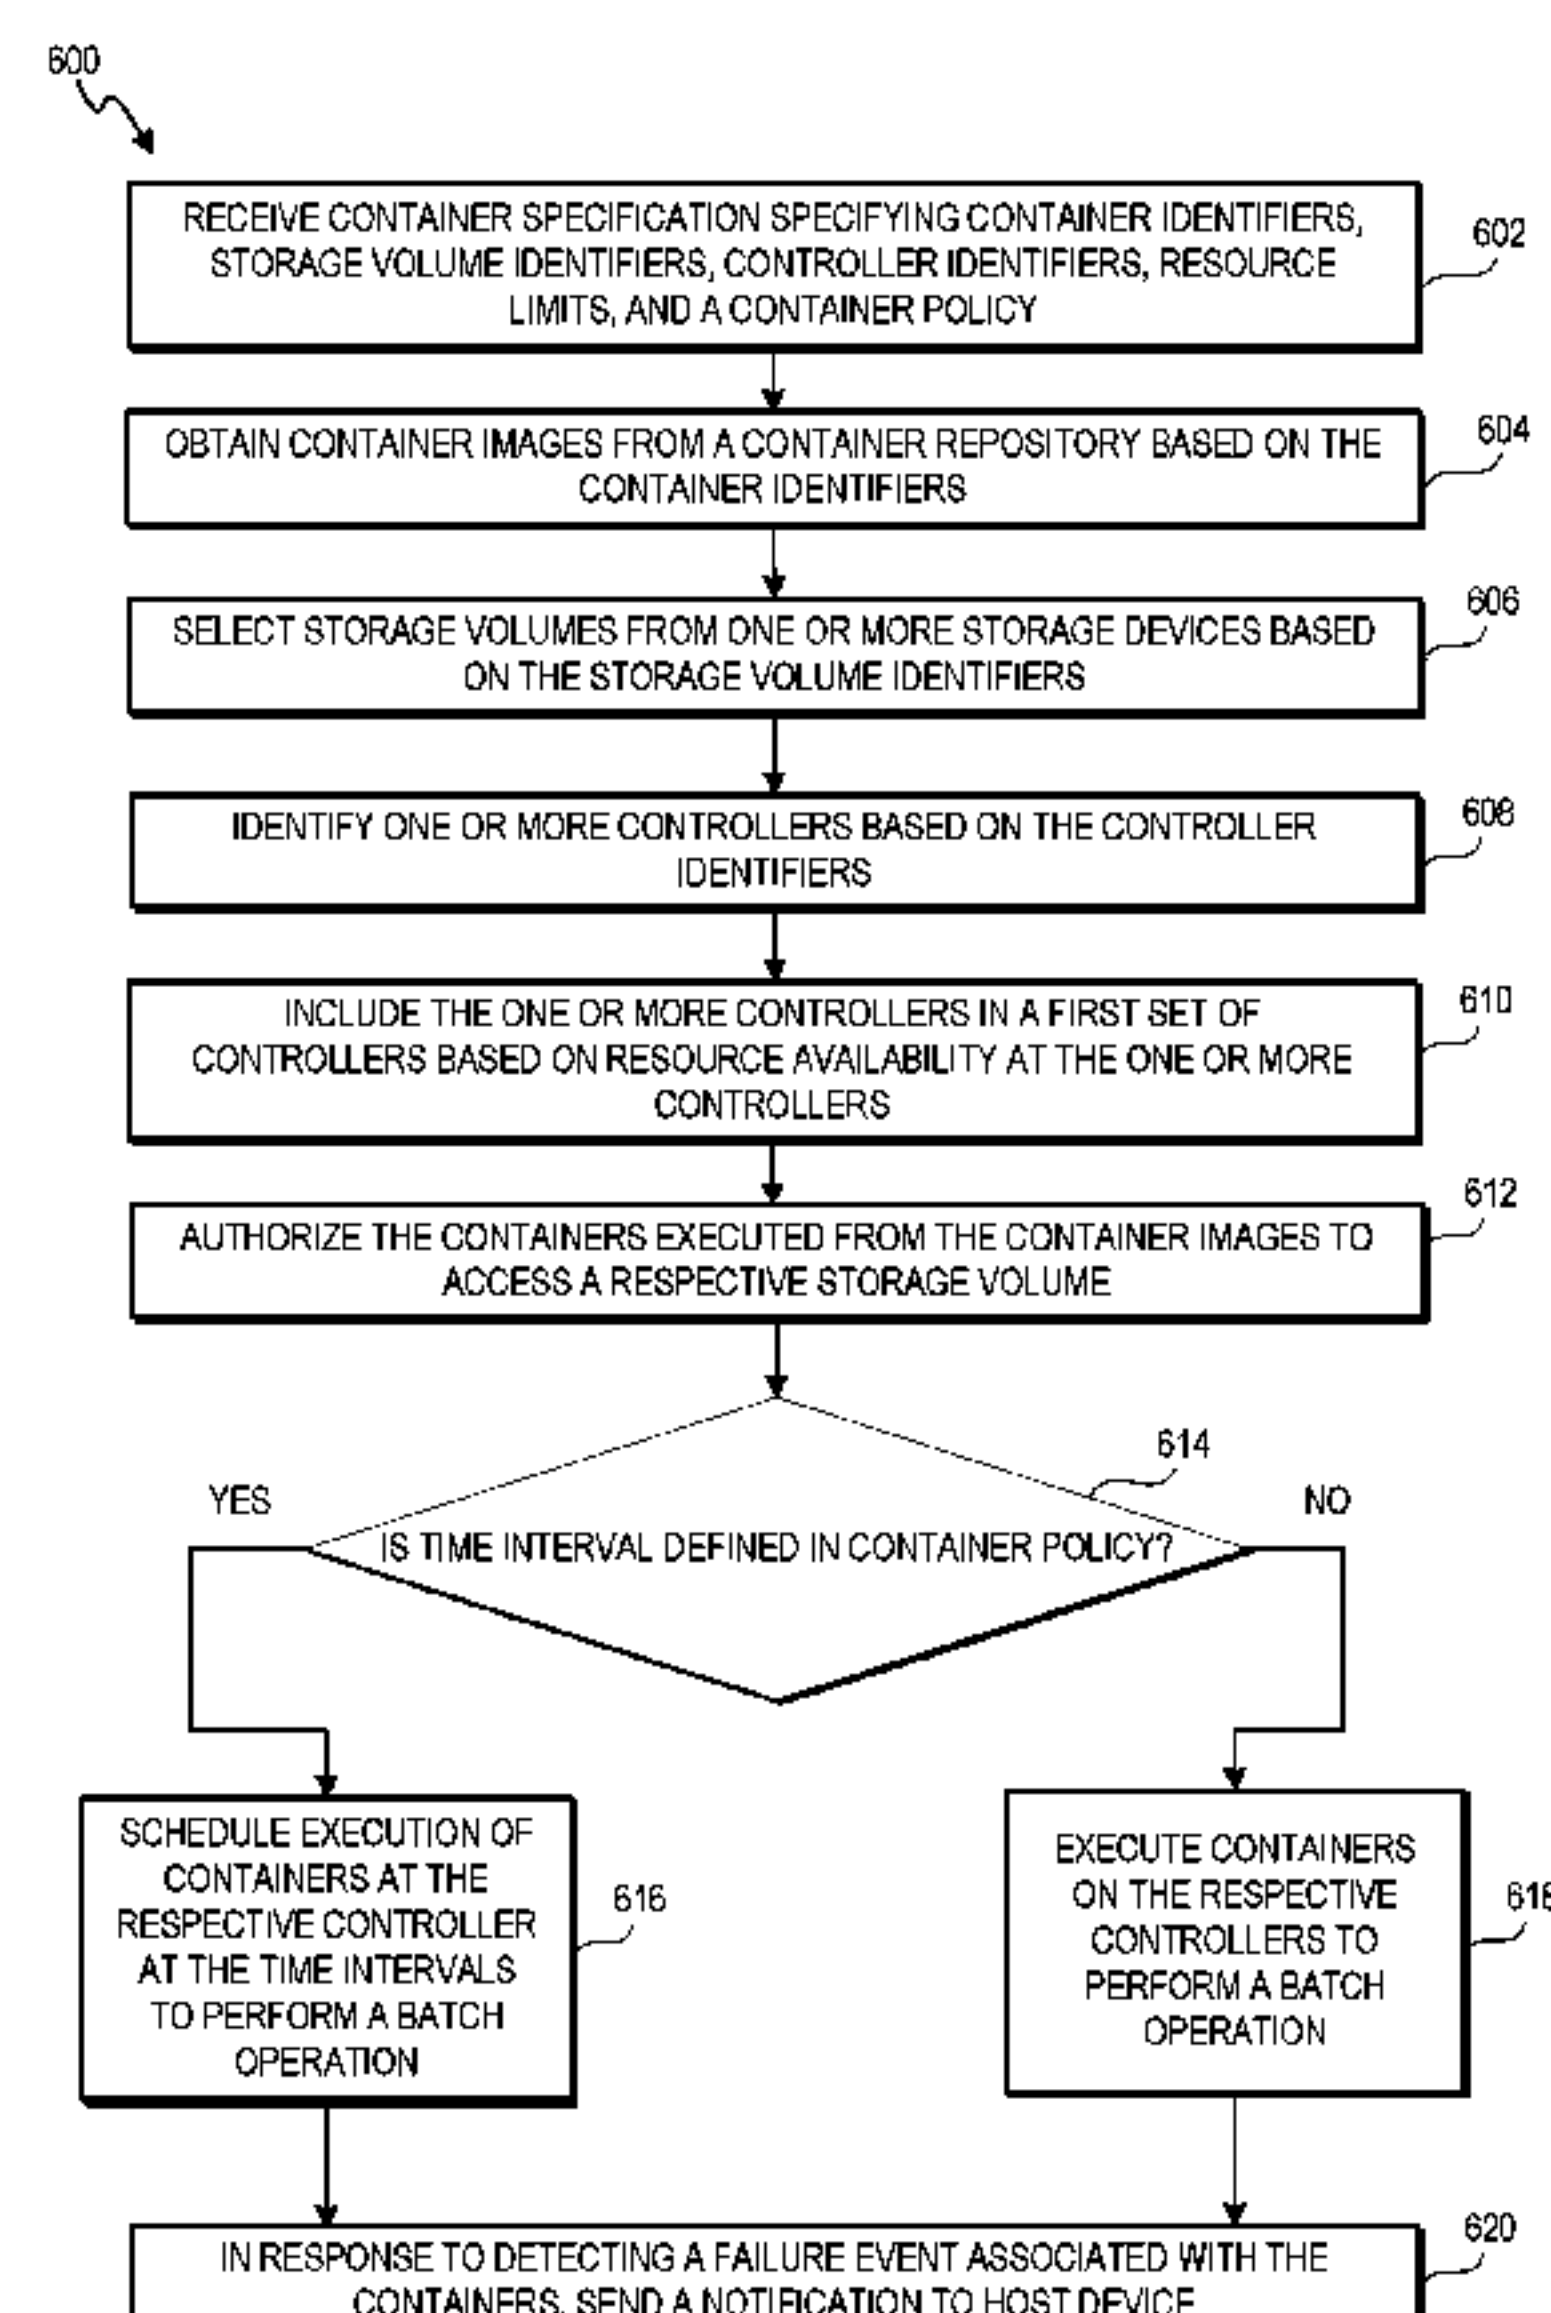 600
RECEIVE CONTAINER SPECIFICATION SPECIFYING CONTAINER IDENTIFIERS,
STORAGE VOLUME IDENTIFIERS, CONTROLLER IDENTIFIERS, RESOURCE
LIMITS, AND A CONTAINER POLICY
602
OBTAIN CONTAINER IMAGES FROM A CONTAINER REPOSITORY BASED ON THE
CONTAINER IDENTIFIERS
604
SELECT STORAGE VOLUMES FROM ONE OR MORE STORAGE DEVICES BASED
ON THE STORAGE VOLUME IDENTIFIERS
606
IDENTIFY ONE OR MORE CONTROLLERS BASED ON THE CONTROLLER
IDENTIFIERS
608
INCLUDE THE ONE OR MORE CONTROLLERS IN A FIRST SET OF
CONTROLLERS BASED ON RESOURCE AVAILABILITY AT THE ONE OR MORE
CONTROLLERS
610
AUTHORIZE THE CONTAINERS EXECUTED FROM THE CONTAINER IMAGES TO
ACCESS A RESPECTIVE STORAGE VOLUME
612
614
YES
NO
IS TIME INTERVAL DEFINED IN CONTAINER POLICY?
SCHEDULE EXECUTION OF
CONTAINERS AT THE
RESPECTIVE CONTROLLER
AT THE TIME INTERVALS
TO PERFORM A BATCH
OPERATION
616
EXECUTE CONTAINERS
ON THE RESPECTIVE
CONTROLLERS TO
PERFORM A BATCH
OPERATION
618
IN RESPONSE TO DETECTING A FAILURE EVENT ASSOCIATED WITH THE
CONTAINERS, SEND A NOTIFICATION TO HOST DEVICE
620